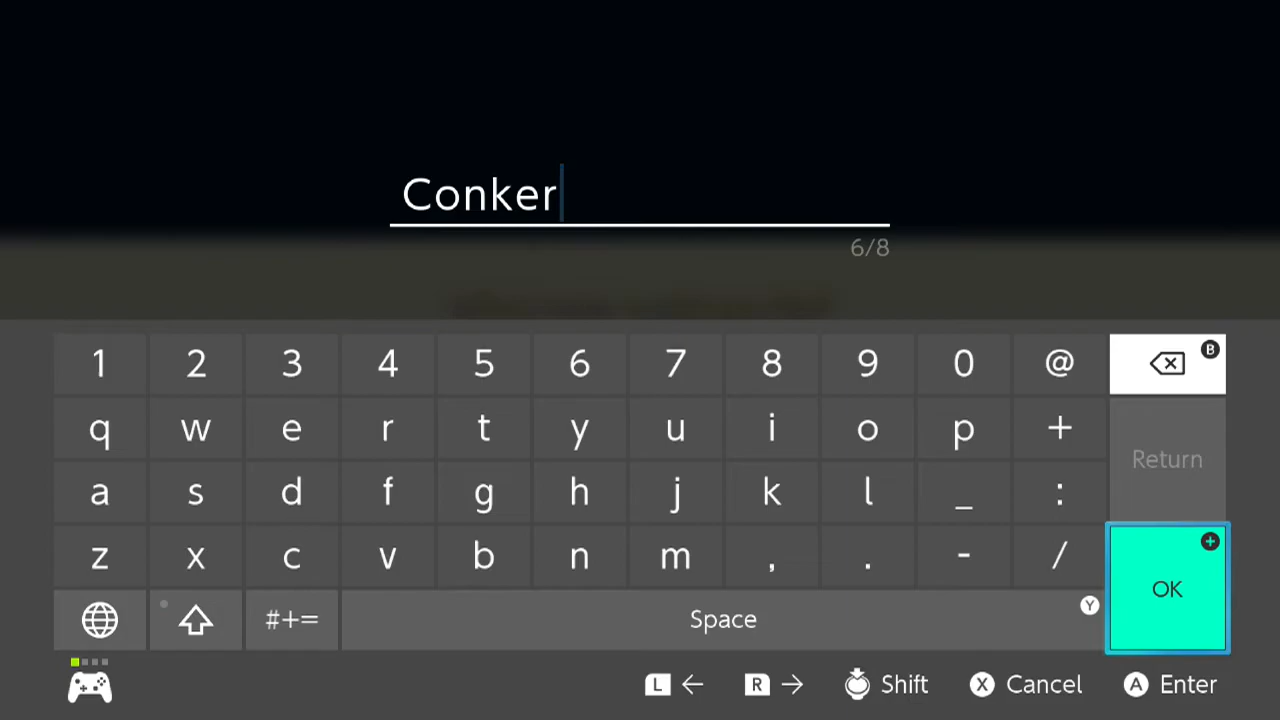 Conker
6/8
1 2 3 4 5 6 7 8 9 0 @ B
q w e r t y u i o p + Return
a s d f g h j k l _ :
z x c v b n m , . - / OK
#+= Space Y
L ← R → Shift X Cancel A Enter